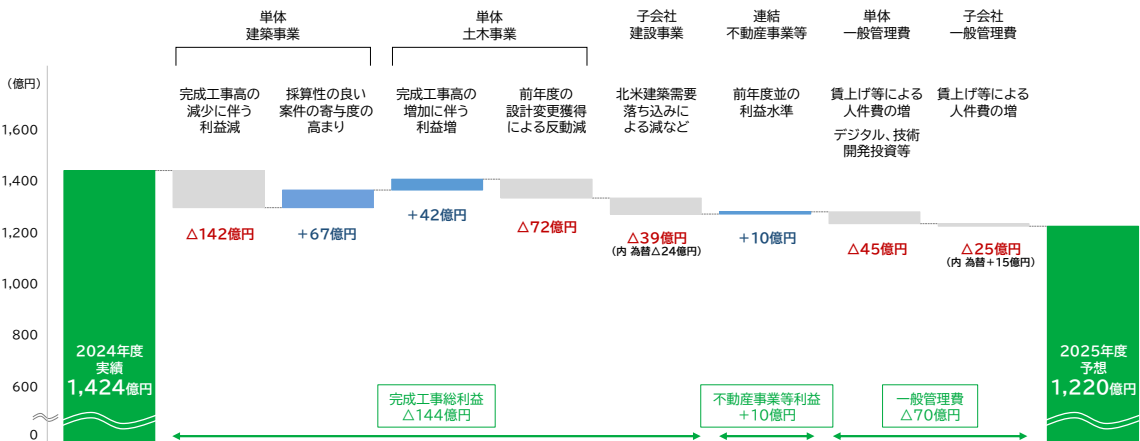 単体
建築事業
単体
土木事業
子会社
建設事業
連結
不動産事業等
単体
一般管理費
子会社
一般管理費
（億円）
完成工事高の
減少に伴う
利益減
採算性の良い
案件の寄与度の
高まり
完成工事高の
増加に伴う
利益増
前年度の
設計変更獲得
による反動減
北米建築需要
落ち込みに
よる減など
前年度並の
利益水準
賃上げ等による
人件費の増
デジタル、技術
開発投資等
賃上げ等による
人件費の増
1,600
1,400
1,200
1,000
800
600
0
△142億円
+67億円
+42億円
△72億円
△39億円
（内 為替△24億円）
+10億円
△45億円
△25億円
（内 為替+15億円）
2024年度
実績
1,424億円
2025年度
予想
1,220億円
完成工事総利益
△144億円
不動産事業等利益
+10億円
一般管理費
△70億円